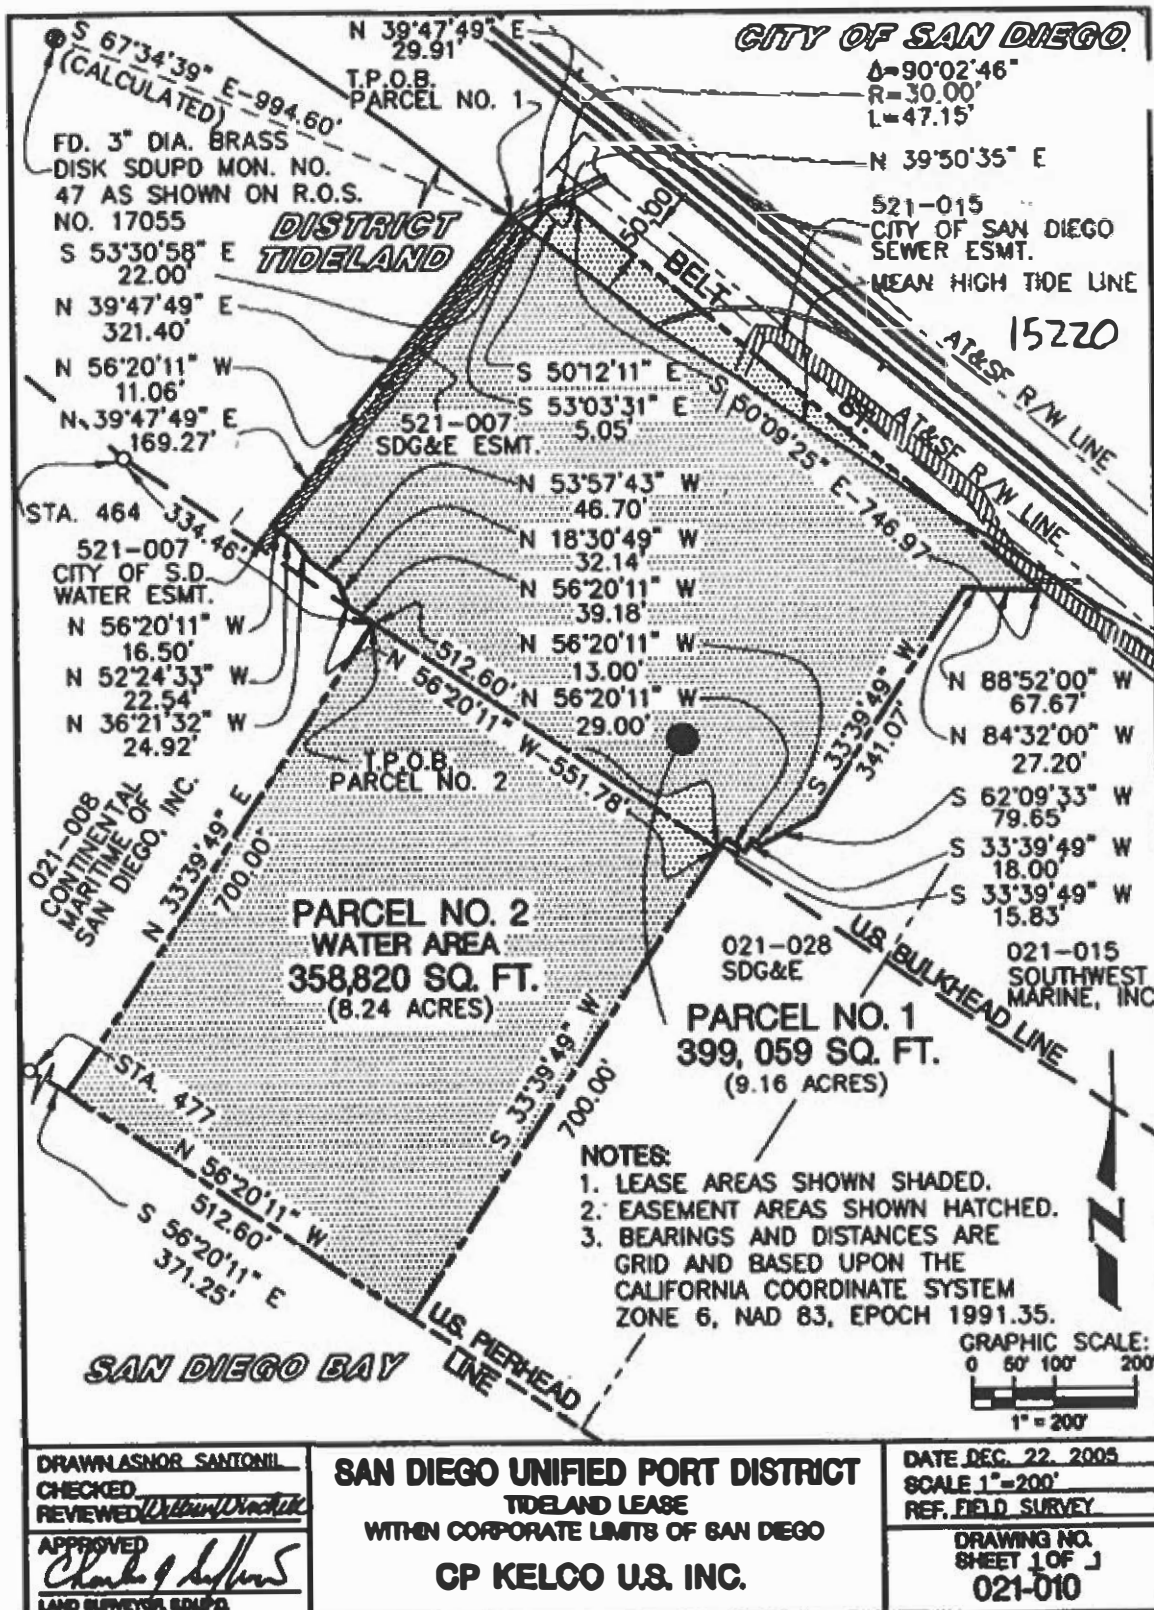 S 67°34'39" E-994.60'
(CALCULATED)
N 39°47'49" E
29.91'
T.P.O.B.
PARCEL NO. 1
CITY OF SAN DIEGO
Δ=90°02'46"
R=30.00'
L=47.15'
N 39°50'35" E
FD. 3" DIA. BRASS
DISK SDUPD MON. NO.
47 AS SHOWN ON R.O.S.
NO. 17055
DISTRICT
TIDELAND
521-015
CITY OF SAN DIEGO
SEWER ESMT.
MEAN HIGH TIDE LINE
15220
50.00'
BELT
ST.
AT&SF R/W LINE
AT&SF R/W LINE
S 53°30'58" E
22.00'
N 39°47'49" E
321.40'
N 56°20'11" W
11.06'
N 39°47'49" E
169.27'
S 50°12'11" E
S 53°03'31" E
5.05'
521-007
SDG&E ESMT.
S 50°09'25" E-746.97'
N 53°57'43" W
46.70'
N 18°30'49" W
32.14'
N 56°20'11" W
39.18'
N 56°20'11" W
13.00'
N 56°20'11" W
29.00'
STA. 464
334.46'
521-007
CITY OF S.D.
WATER ESMT.
N 56°20'11" W
16.50'
N 52°24'33" W
22.54'
N 36°21'32" W
24.92'
512.60'
N 56°20'11" W-551.78'
T.P.O.B.
PARCEL NO. 2
S 33°39'49" W
341.07'
N 88°52'00" W
67.67'
N 84°32'00" W
27.20'
S 62°09'33" W
79.65'
S 33°39'49" W
18.00'
S 33°39'49" W
15.83'
021-008
CONTINENTAL
MARITIME OF
SAN DIEGO, INC.
N 33°39'49" E
700.00'
PARCEL NO. 2
WATER AREA
358,820 SQ. FT.
(8.24 ACRES)
021-028
SDG&E
U.S. BULKHEAD LINE
021-015
SOUTHWEST
MARINE, INC
PARCEL NO. 1
399, 059 SQ. FT.
(9.16 ACRES)
S 33°39'49" W
700.00'
STA. 477
N 56°20'11" W
512.60'
S 56°20'11" E
371.25'
NOTES:
1. LEASE AREAS SHOWN SHADED.
2. EASEMENT AREAS SHOWN HATCHED.
3. BEARINGS AND DISTANCES ARE
GRID AND BASED UPON THE
CALIFORNIA COORDINATE SYSTEM
ZONE 6, NAD 83, EPOCH 1991.35.
N
U.S. PIERHEAD
LINE
SAN DIEGO BAY
GRAPHIC SCALE:
0 50' 100' 200'
1" = 200'
DRAWN ASNOR SANTONIL
CHECKED
REVIEWED
APPROVED
LAND SURVEYOR, SDUPD
SAN DIEGO UNIFIED PORT DISTRICT
TIDELAND LEASE
WITHIN CORPORATE LIMITS OF SAN DIEGO
CP KELCO U.S. INC.
DATE DEC. 22. 2005
SCALE 1"=200'
REF. FIELD SURVEY
DRAWING NO.
SHEET 1 OF 1
021-010